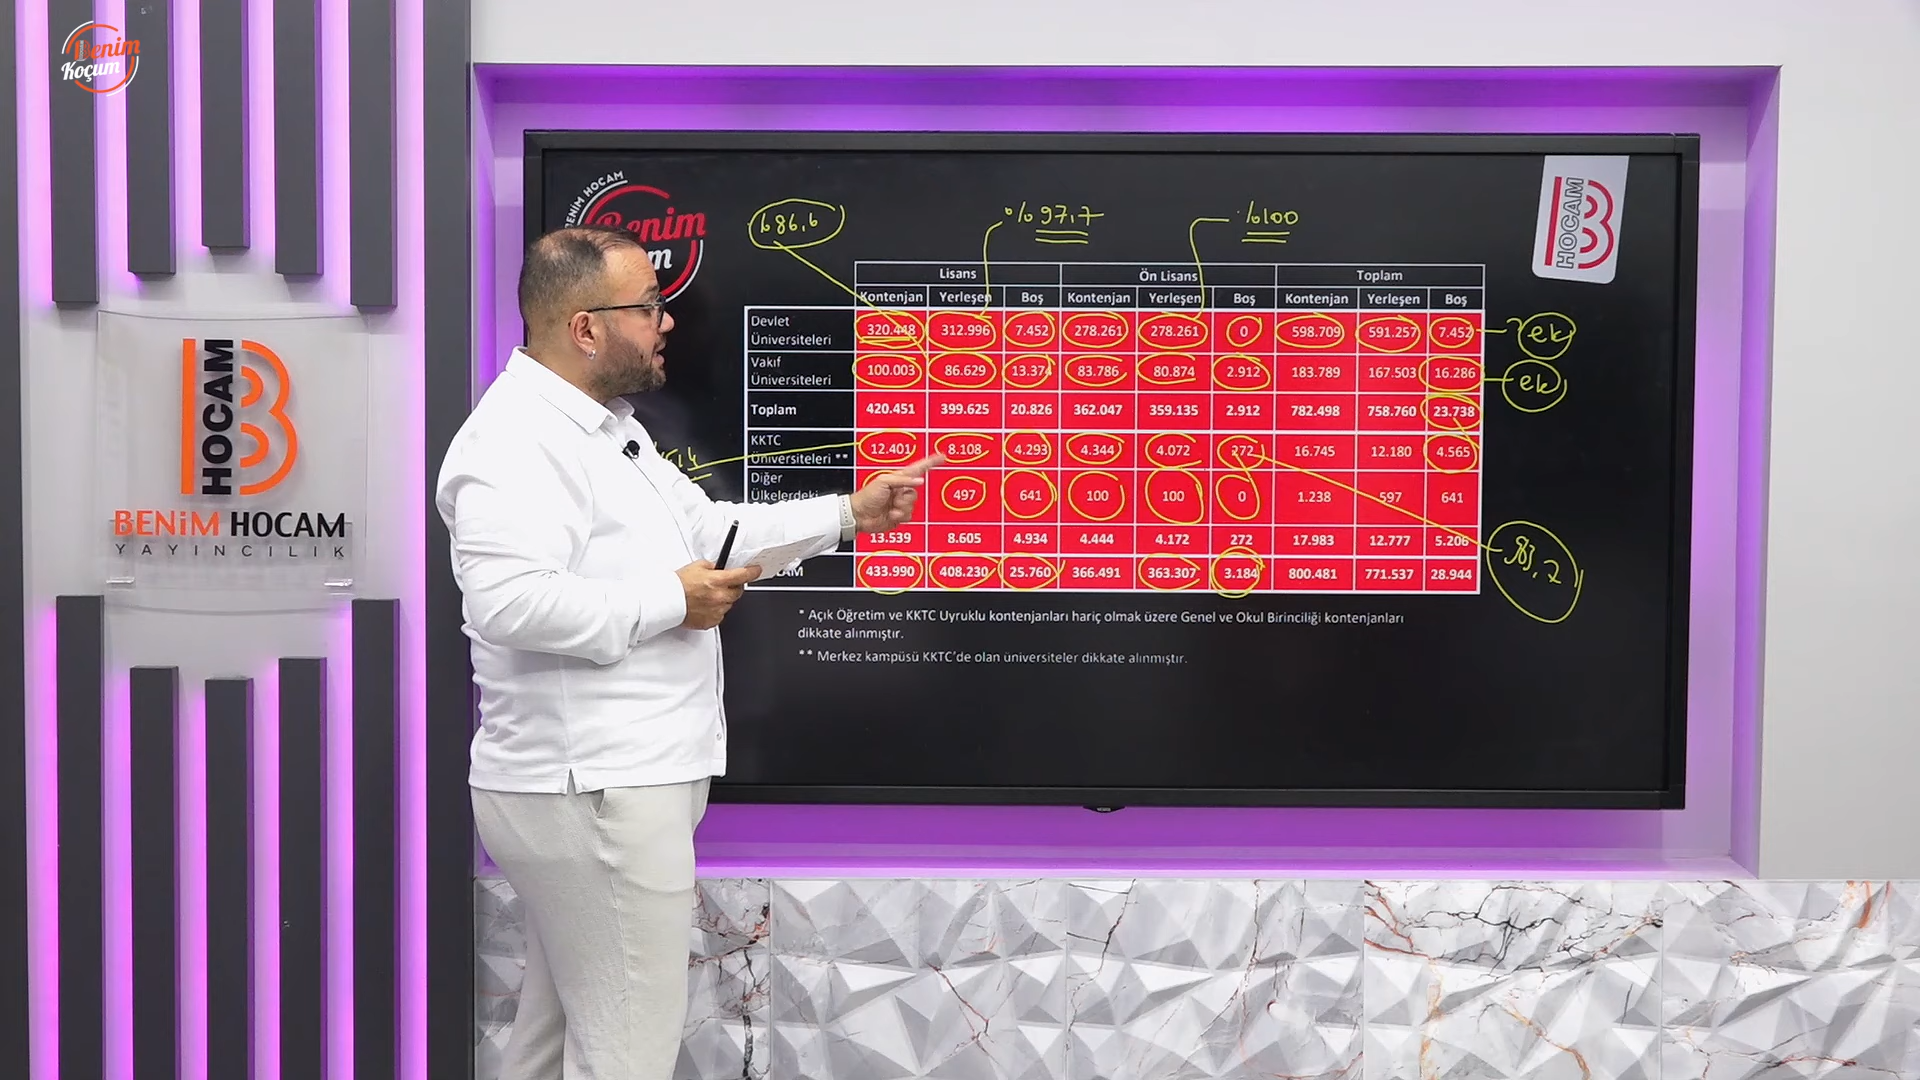 Benim
Koçum
B
HOCAM
BENiM HOCAM
YAYINCILIK
BENİM HOCAM
Benim
HOCAM
%86,6
%97,7
%100
Lisans Ön Lisans Toplam
Kontenjan Yerleşen Boş Kontenjan Yerleşen Boş Kontenjan Yerleşen Boş
Devlet Üniversiteleri 320.448 312.996 7.452 278.261 278.261 0 598.709 591.257 7.452
ek
Vakıf Üniversiteleri 100.003 86.629 13.374 83.786 80.874 2.912 183.789 167.503 16.286
ek
Toplam 420.451 399.625 20.826 362.047 359.135 2.912 782.498 758.760 23.738
KKTC Üniversiteleri ** 12.401 8.108 4.293 4.344 4.072 272 16.745 12.180 4.565
Diğer Ülkelerdeki 497 641 100 100 0 1.238 597 641
13.539 8.605 4.934 4.444 4.172 272 17.983 12.777 5.206
433.990 408.230 25.760 366.491 363.307 3.184 800.481 771.537 28.944
* Açık Öğretim ve KKTC Uyruklu kontenjanları hariç olmak üzere Genel ve Okul Birinciliği kontenjanları
dikkate alınmıştır.
** Merkez kampüsü KKTC'de olan üniversiteler dikkate alınmıştır.